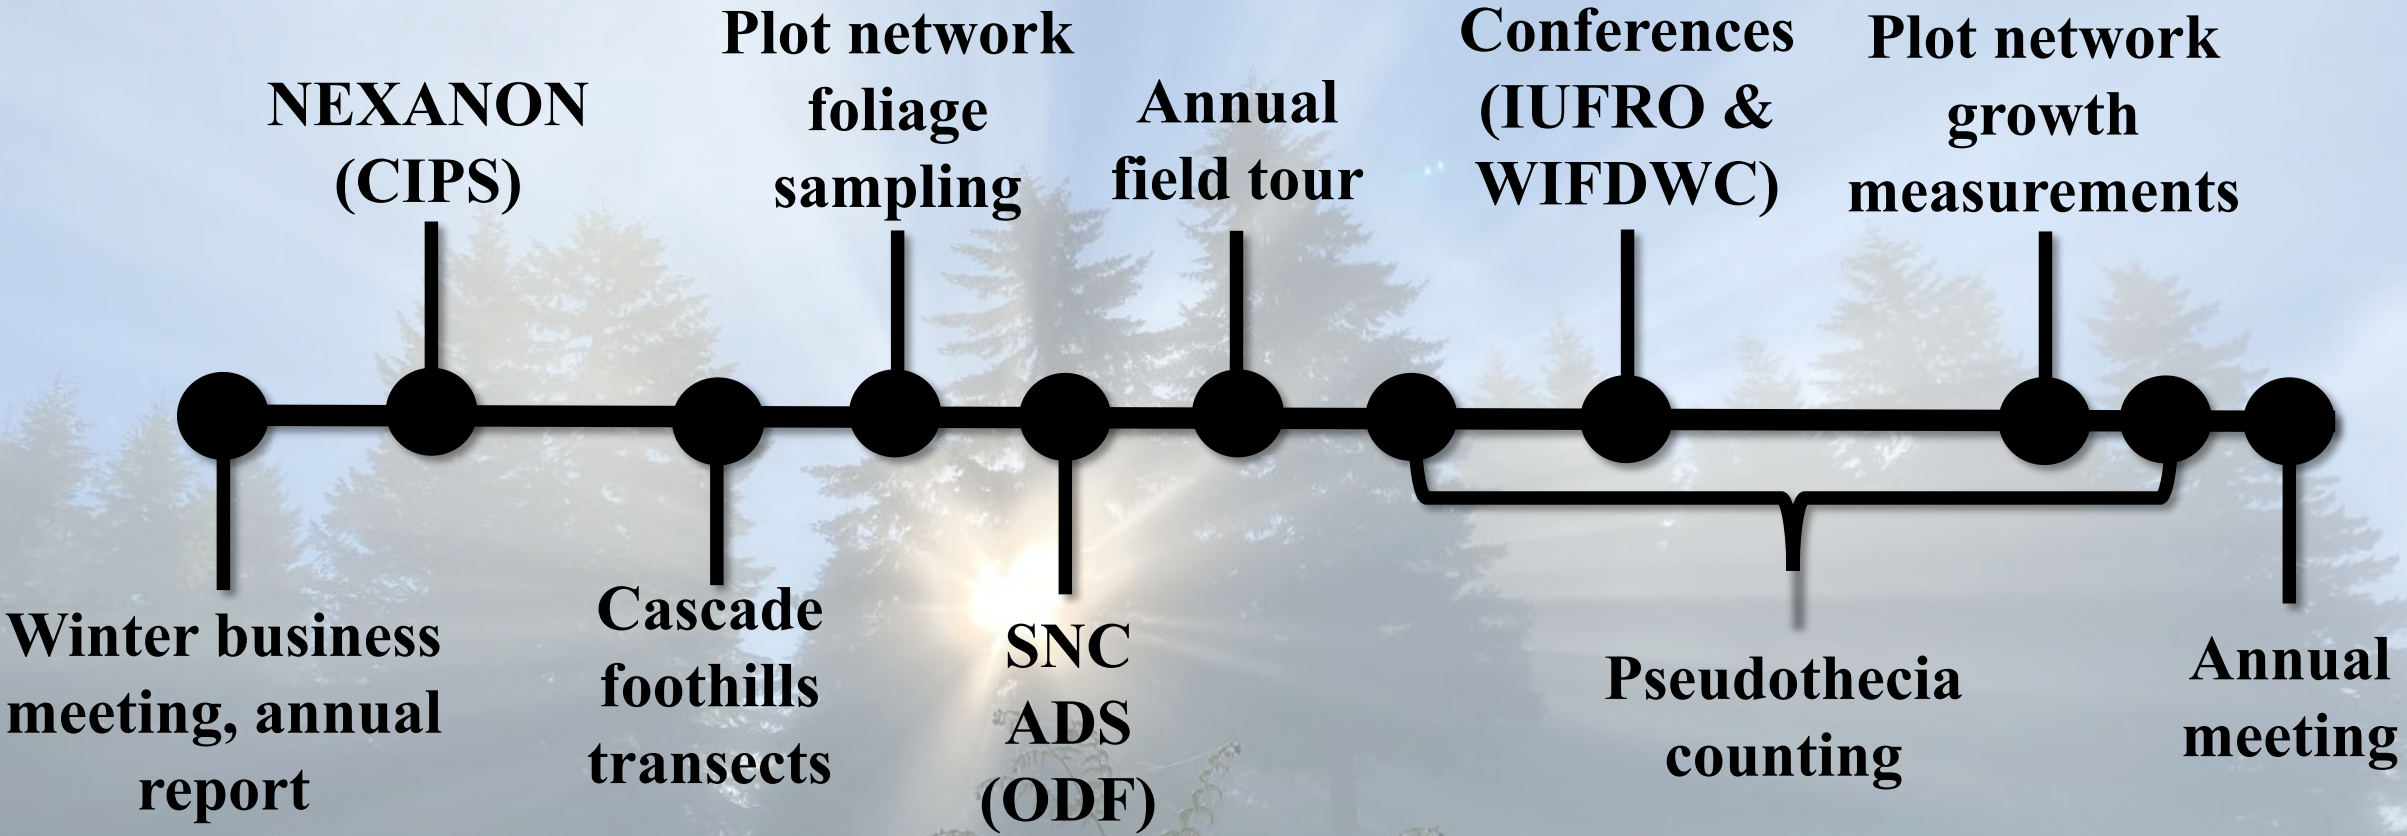 Winter business
meeting, annual
report
NEXANON
(CIPS)
Cascade
foothills
transects
Plot network
foliage
sampling
SNC
ADS
(ODF)
Annual
field tour
Conferences
(IUFRO &
WIFDWC)
Pseudothecia
counting
Plot network
growth
measurements
Annual
meeting